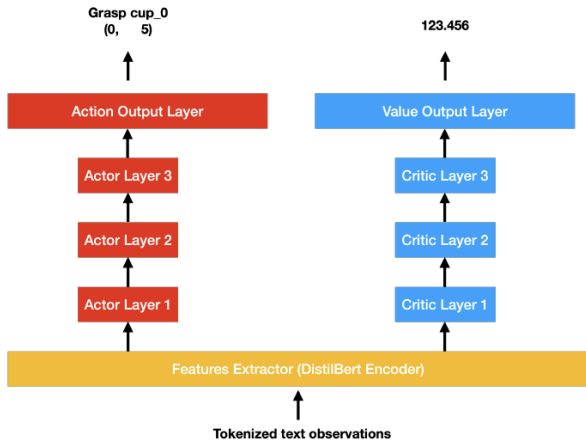 Grasp cup_0
(0, 5)
123.456
Action Output Layer
Value Output Layer
Actor Layer 3
Critic Layer 3
Actor Layer 2
Critic Layer 2
Actor Layer 1
Critic Layer 1
Features Extractor (DistilBert Encoder)
Tokenized text observations